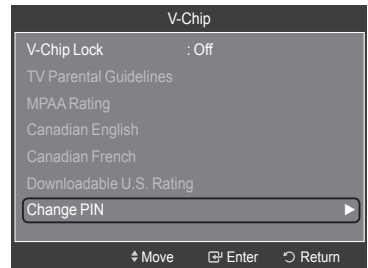 V-Chip
V-Chip Lock : Off
TV Parental Guidelines
MPAA Rating
Canadian English
Canadian French
Downloadable U.S. Rating
Change PIN
Move Enter Return